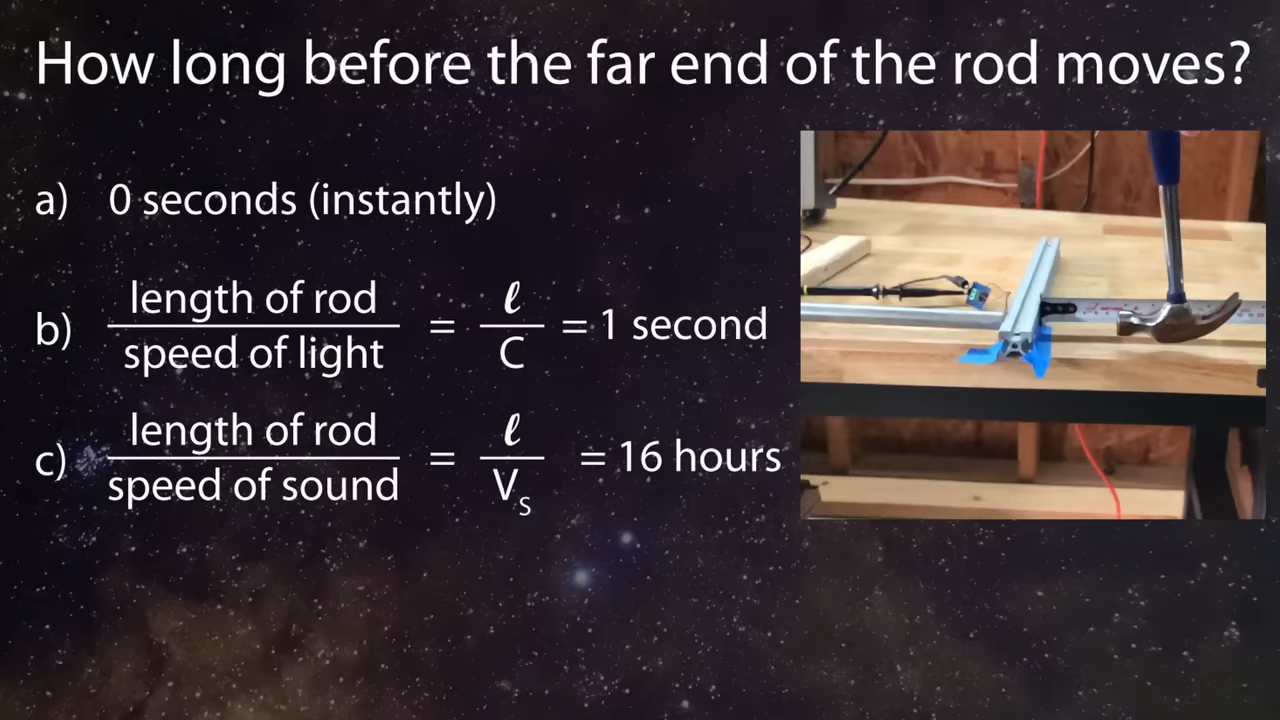 How long before the far end of the rod moves?
a) 0 seconds (instantly)
b) length of rod / speed of light = ℓ / C = 1 second
c) length of rod / speed of sound = ℓ / Vs = 16 hours